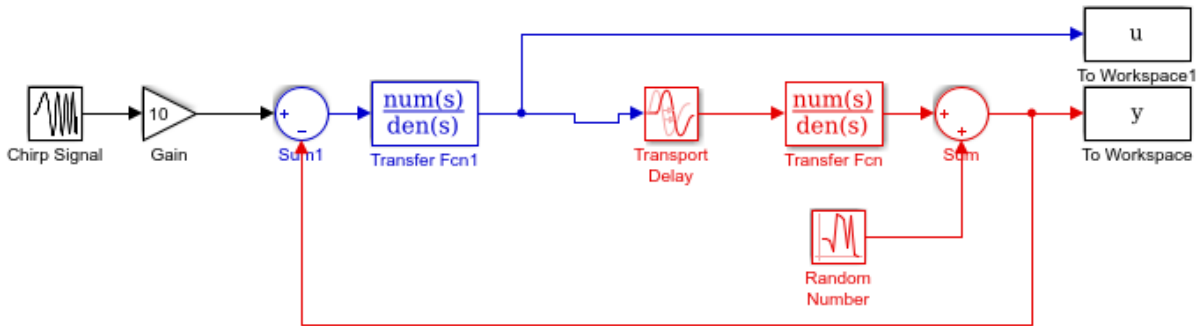 u
To Workspace1
Chirp Signal
10
Gain
+
−
Sum1
num(s)
den(s)
Transfer Fcn1
Transport
Delay
num(s)
den(s)
Transfer Fcn
+
+
Sum
y
To Workspace
Random
Number